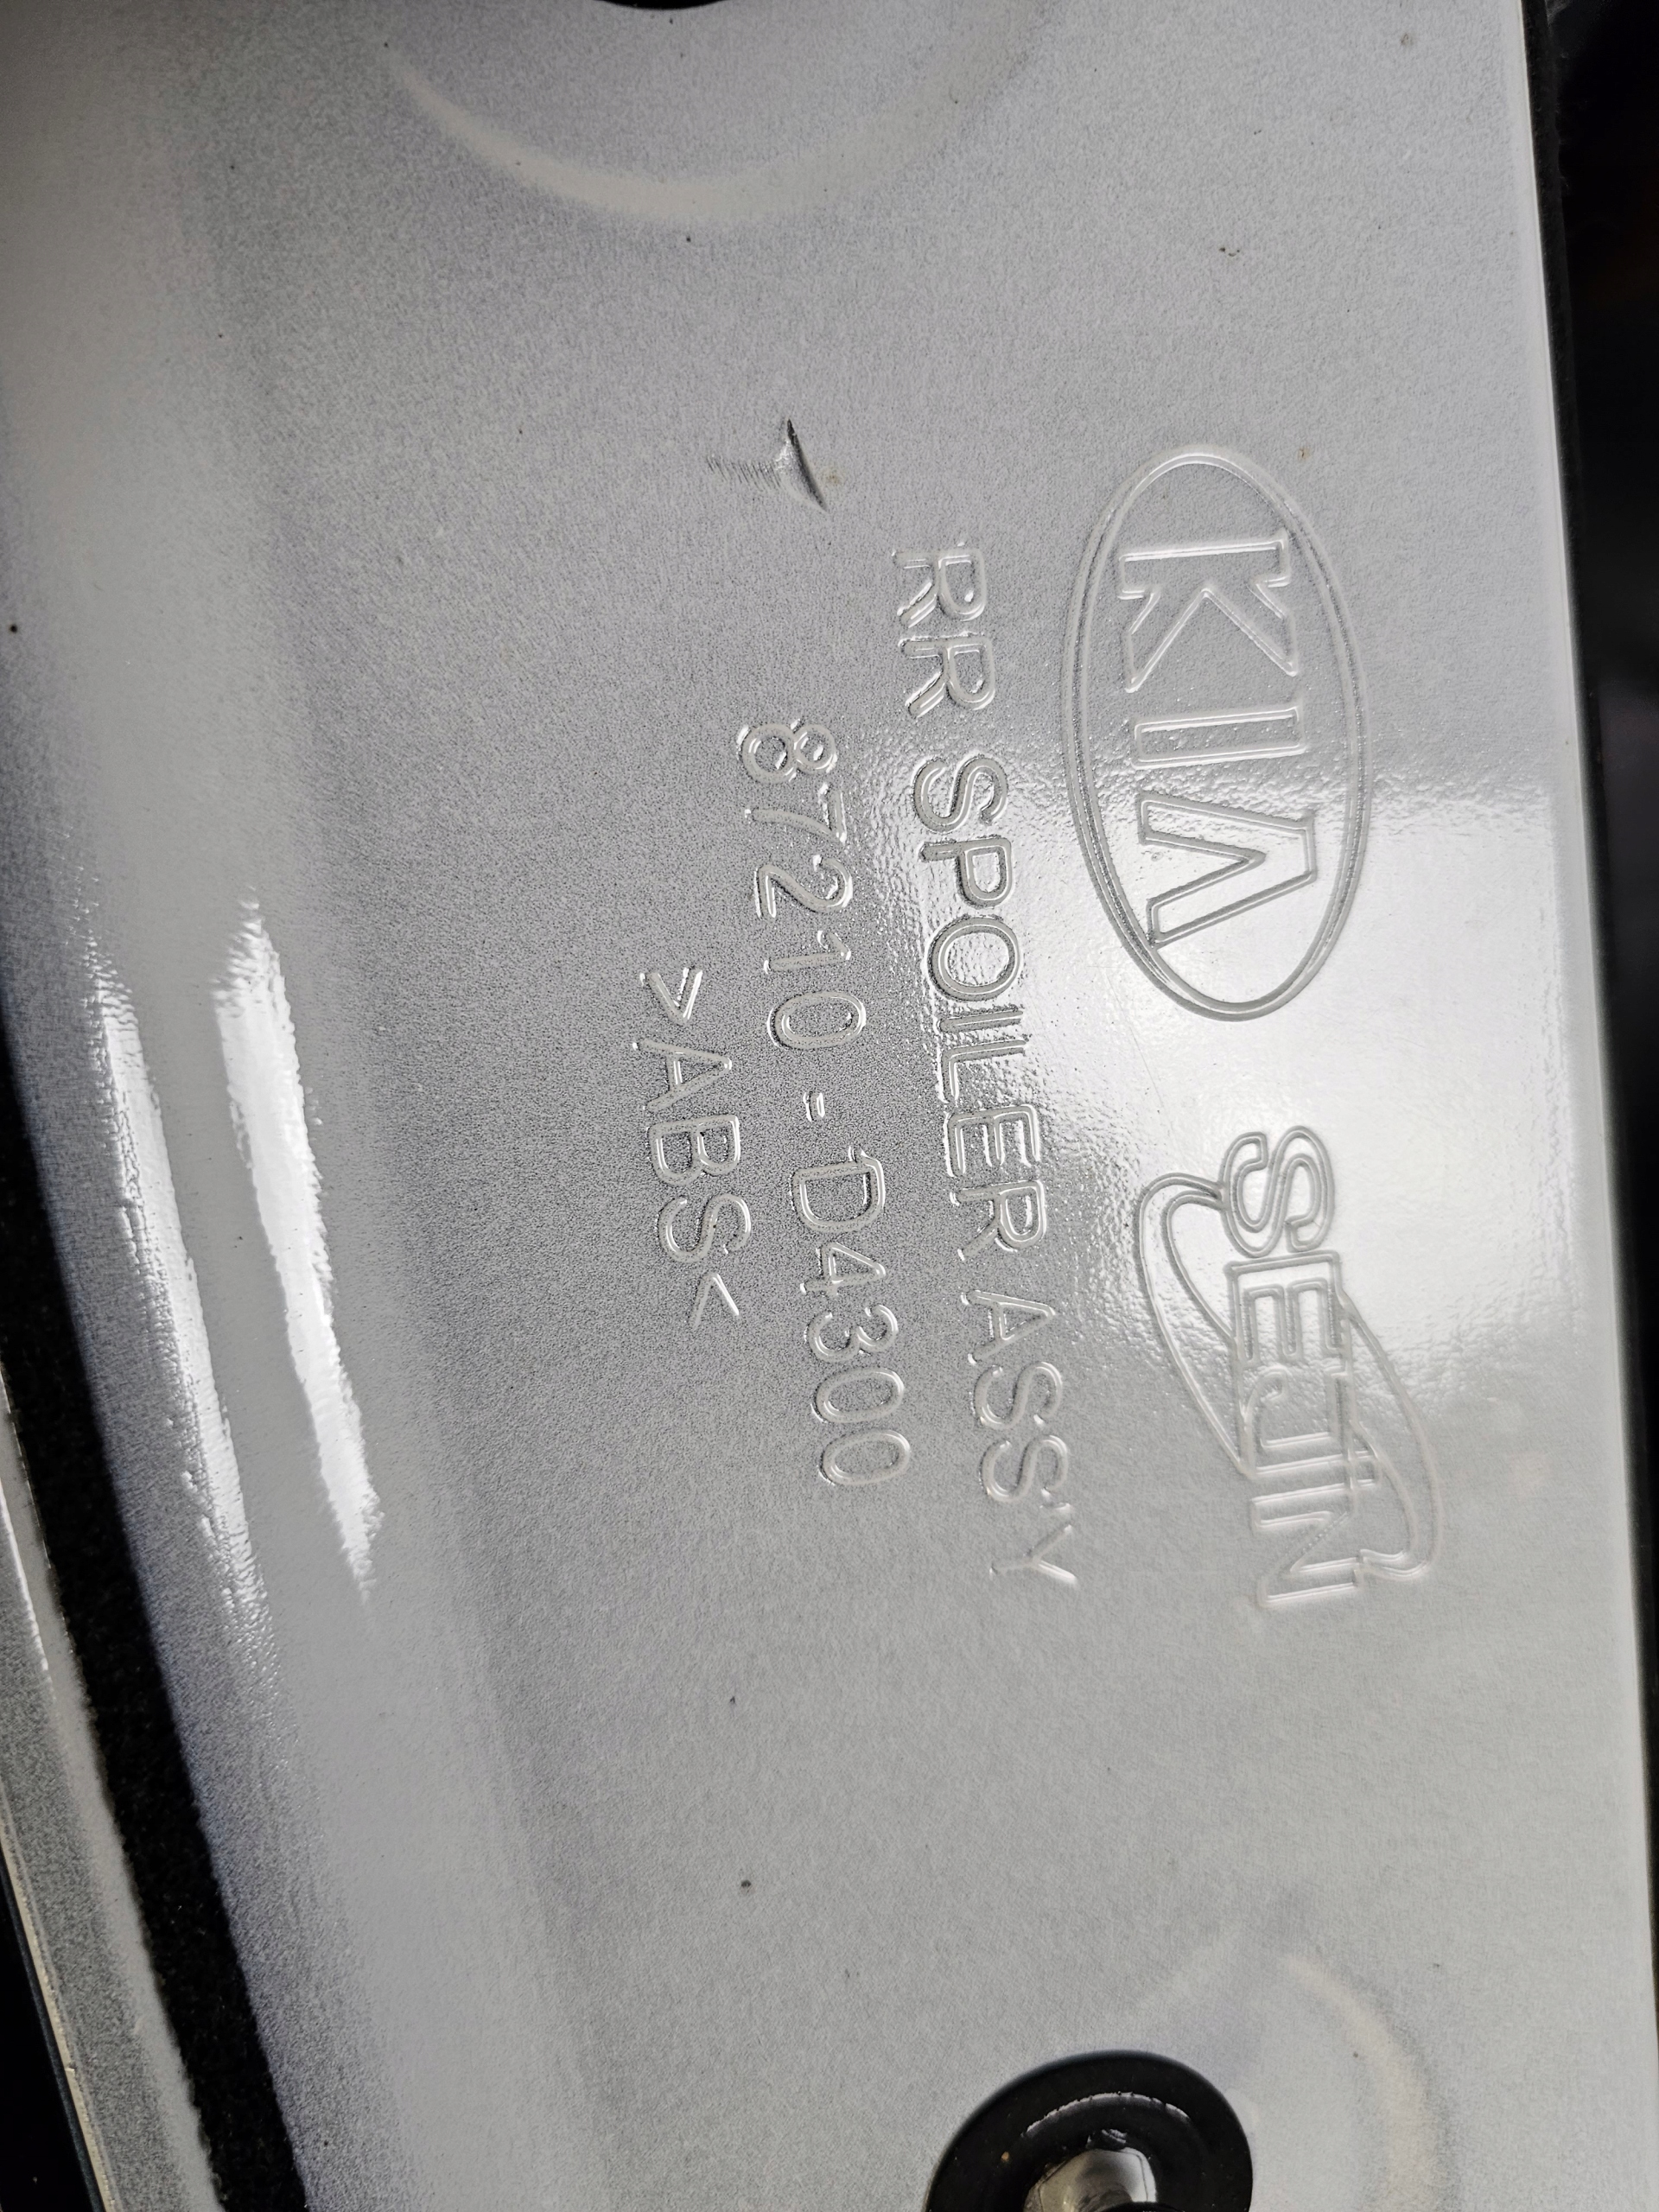 KIA SEJIN
RR SPOILER ASS'Y
87210-D4300
>ABS<